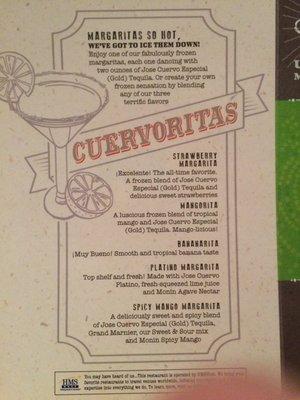 MARGARITAS SO HOT,
WE'VE GOT TO ICE THEM DOWN!
Enjoy one of our fabulously frozen
margaritas, each one dancing with
two ounces of Jose Cuervo Especial
(Gold) Tequila. Or create your own
frozen sensation by blending
any of our three
terrific flavors
CUERVORITAS
STRAWBERRY
MARGARITA
¡Excelente! The all-time favorite.
A frozen blend of Jose Cuervo
Especial (Gold) Tequila and
delicious sweet strawberries
MANGORITA
A luscious frozen blend of tropical
mango and Jose Cuervo Especial
(Gold) Tequila. Mango-licious!
BANANARITA
¡Muy Bueno! Smooth and tropical banana taste
PLATINO MARGARITA
Top shelf and fresh! Made with Jose Cuervo
Platino, fresh-squeezed lime juice
and Monin Agave Nectar
SPICY MANGO MARGARITA
A deliciously sweet and spicy blend
of Jose Cuervo Especial (Gold) Tequila,
Grand Marnier, our Sweet & Sour mix
and Monin Spicy Mango
HMS
HOST
You may have heard of us...This restaurant is operated by HMSHost. We bring your
favorite restaurants to travel venues worldwide,
expertise into everything we do. To learn more,